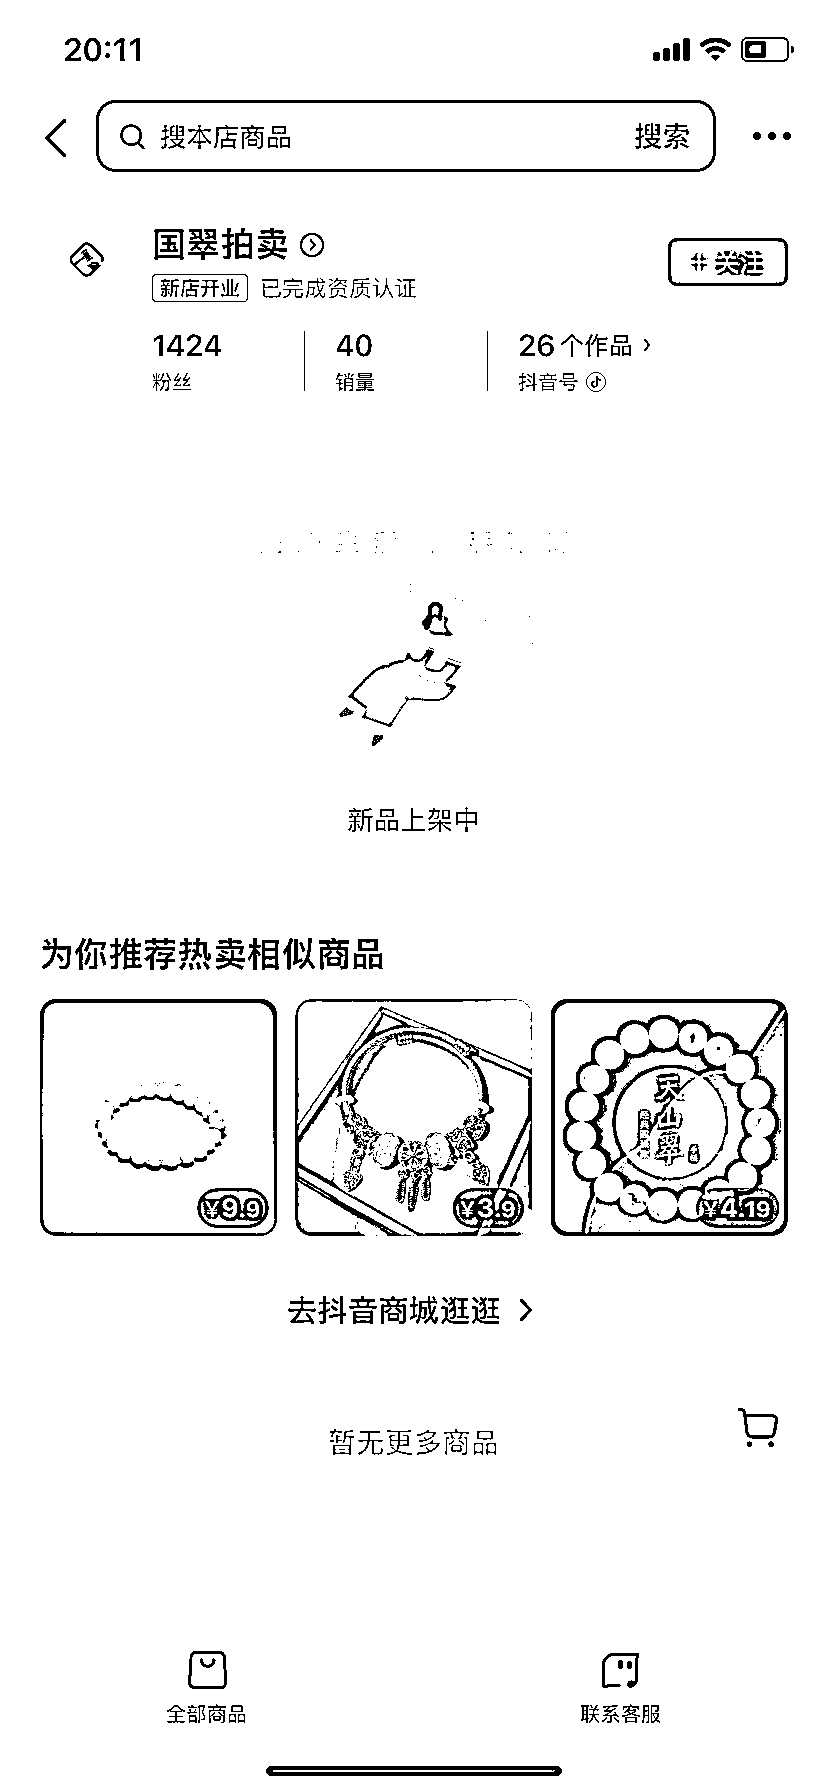 20:11
搜本店商品
搜索
国翠拍卖
新店开业 已完成资质认证
关注
1424
粉丝
40
销量
26个作品
抖音号
新品上架中
为你推荐热卖相似商品
¥9.9
¥3.9
¥4.19
天山翠
去抖音商城逛逛
暂无更多商品
全部商品
联系客服